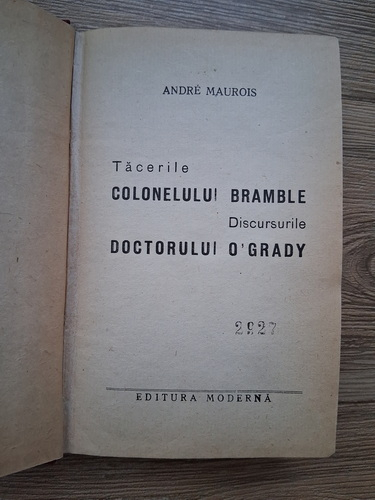 ANDRÉ MAUROIS
Tăcerile
COLONELULUI BRAMBLE
Discursurile
DOCTORULUI O'GRADY
2927
EDITURA MODERNĂ